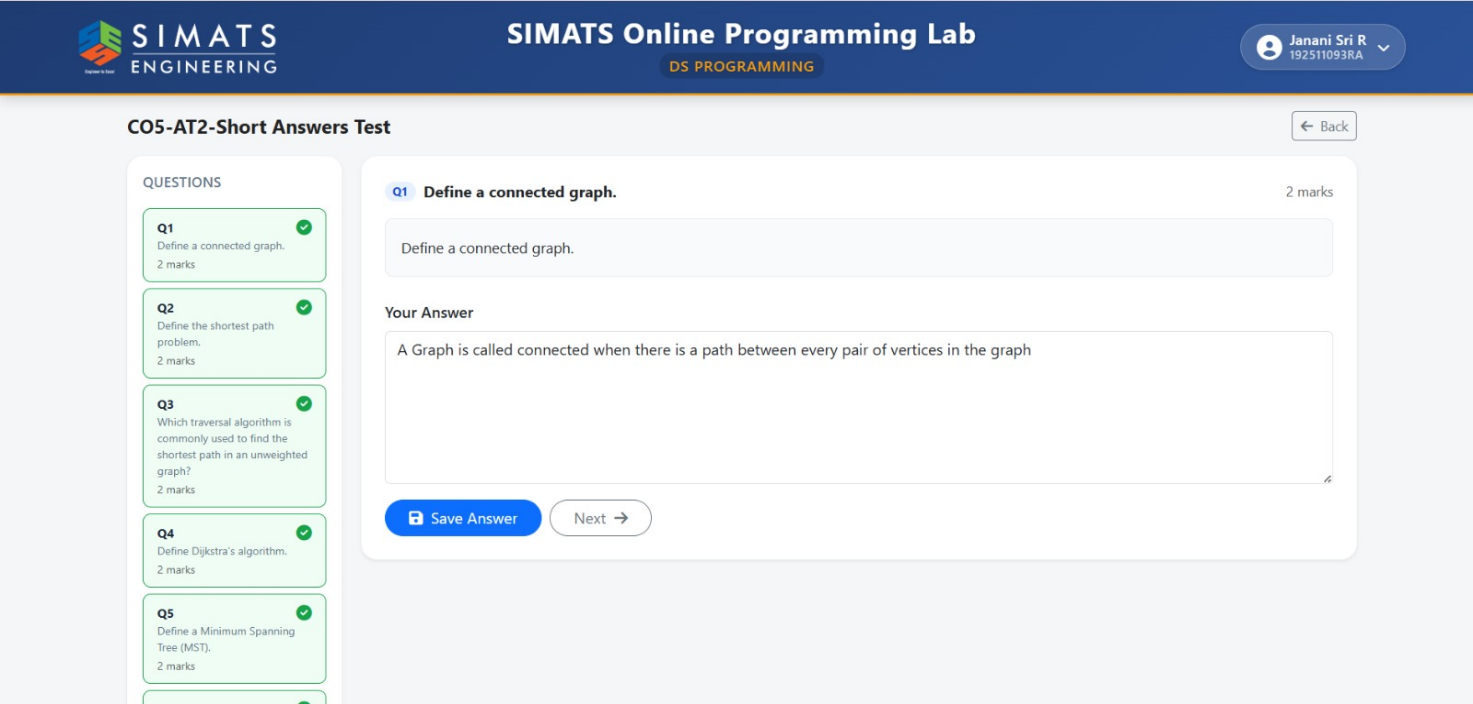 SIMATS
ENGINEERING
SIMATS Online Programming Lab
DS PROGRAMMING
Janani Sri R
192511093RA
CO5-AT2-Short Answers Test
← Back
QUESTIONS
Q1
Define a connected graph.
2 marks
Q2
Define the shortest path
problem.
2 marks
Q3
Which traversal algorithm is
commonly used to find the
shortest path in an unweighted
graph?
2 marks
Q4
Define Dijkstra's algorithm.
2 marks
Q5
Define a Minimum Spanning
Tree (MST).
2 marks
Q1 Define a connected graph.
2 marks
Define a connected graph.
Your Answer
A Graph is called connected when there is a path between every pair of vertices in the graph
Save Answer
Next →